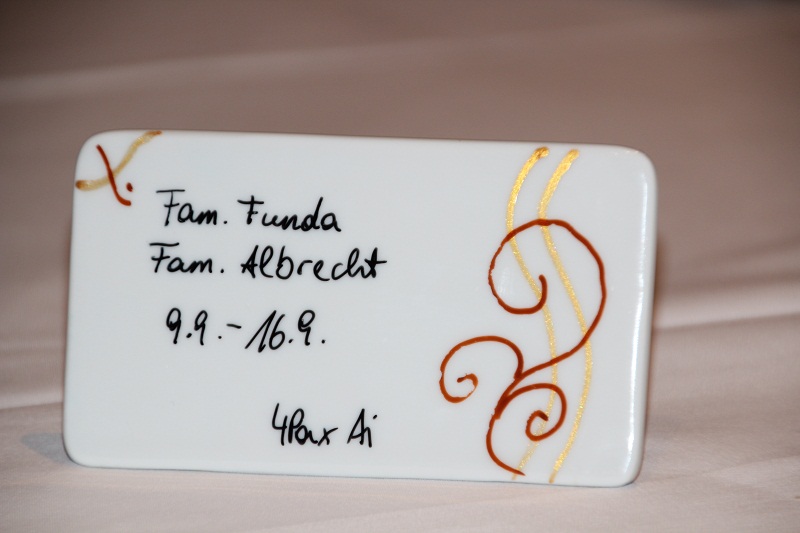 Fam. Funda
Fam. Albrecht
9.9.-16.9.
4Pax Ai